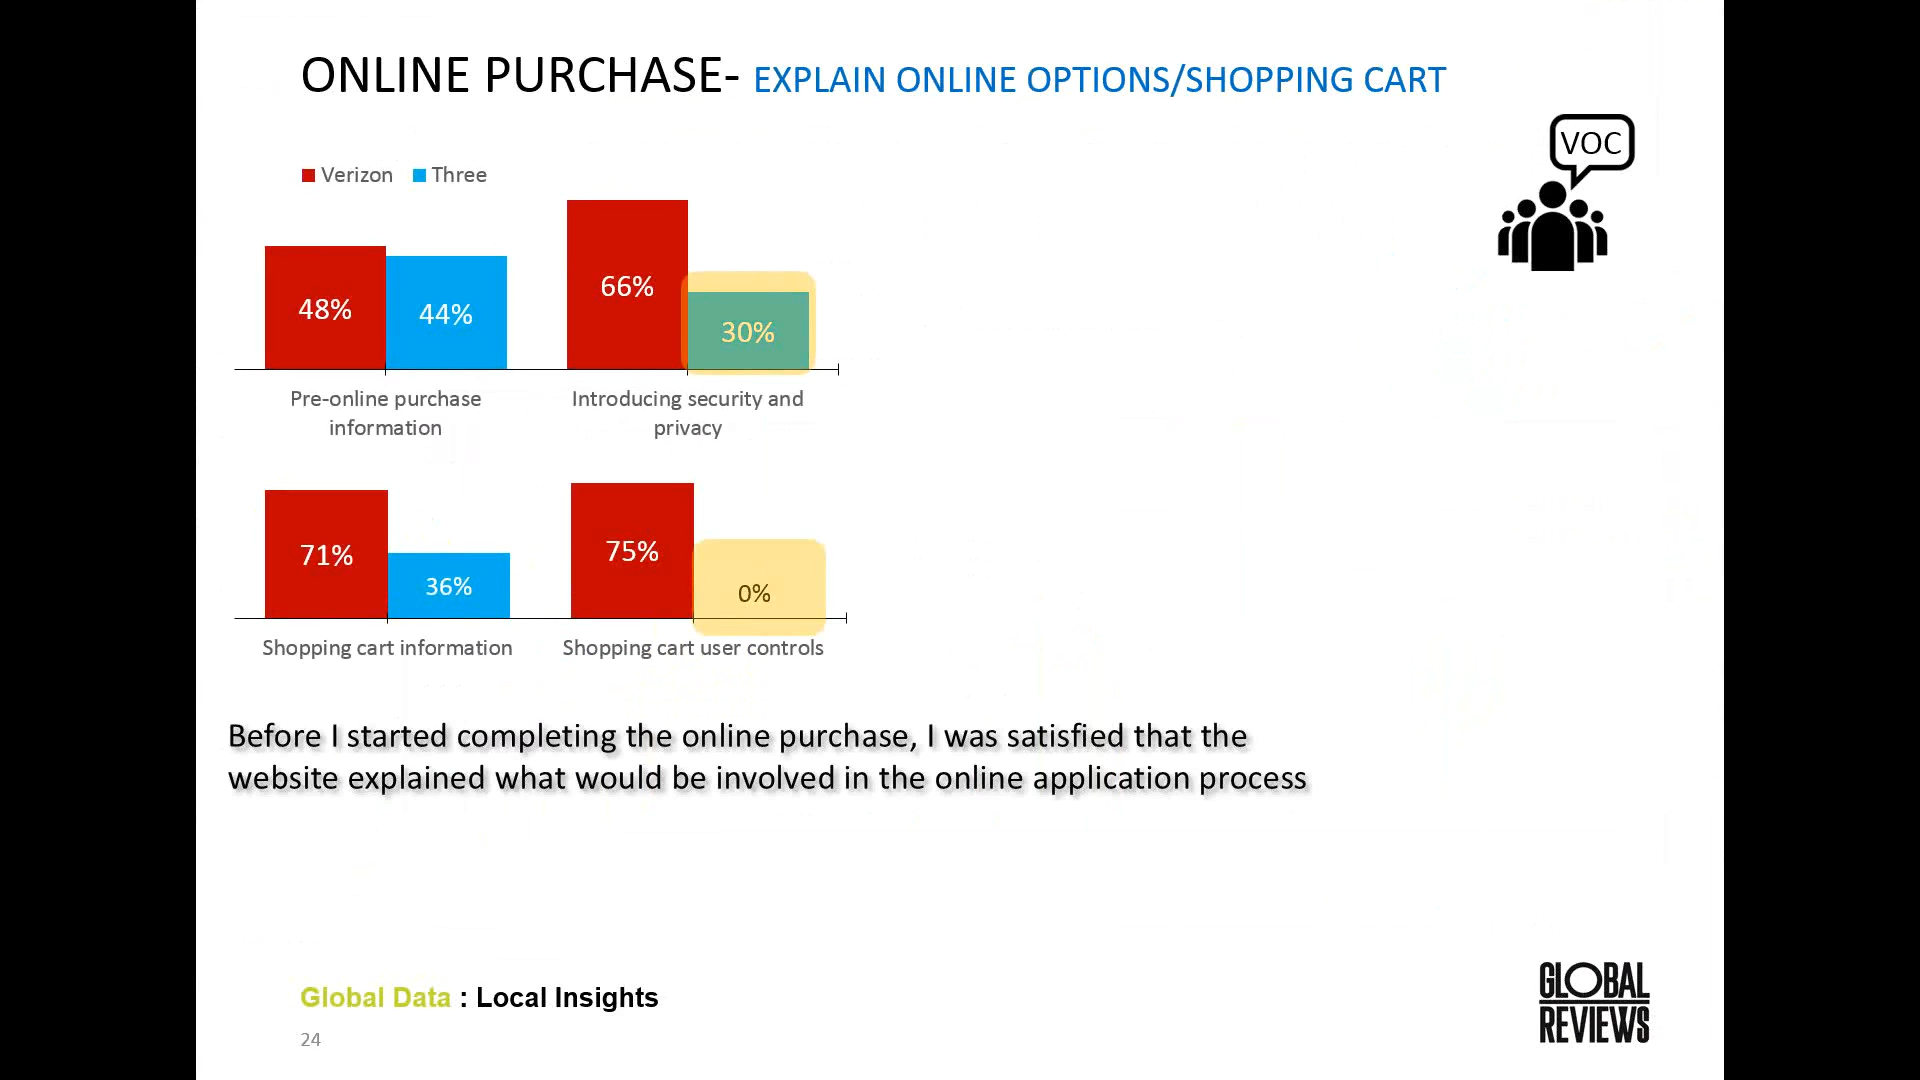 ONLINE PURCHASE- EXPLAIN ONLINE OPTIONS/SHOPPING CART
VOC
Verizon Three
48% 44% 66% 30%
Pre-online purchase information
Introducing security and privacy
71% 36% 75% 0%
Shopping cart information
Shopping cart user controls
Before I started completing the online purchase, I was satisfied that the
website explained what would be involved in the online application process
Global Data : Local Insights
24
GLOBAL
REVIEWS